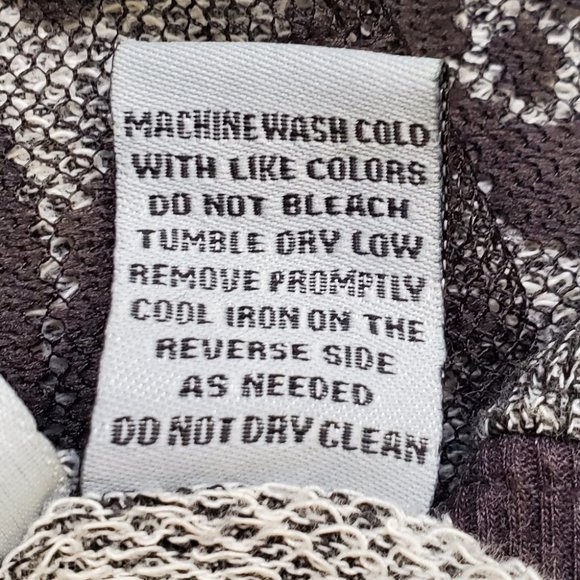 MACHINE WASH COLD
WITH LIKE COLORS
DO NOT BLEACH
TUMBLE DRY LOW
REMOVE PROMPTLY
COOL IRON ON THE
REVERSE SIDE
AS NEEDED
DO NOT DRY CLEAN